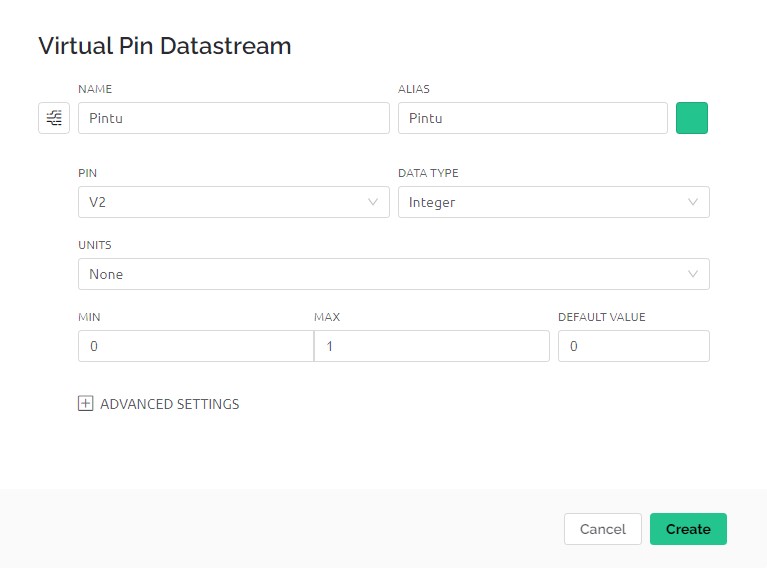 Virtual Pin Datastream
NAME ALIAS
Pintu Pintu
PIN DATA TYPE
V2 Integer
UNITS
None
MIN MAX DEFAULT VALUE
0 1 0
ADVANCED SETTINGS
Cancel Create